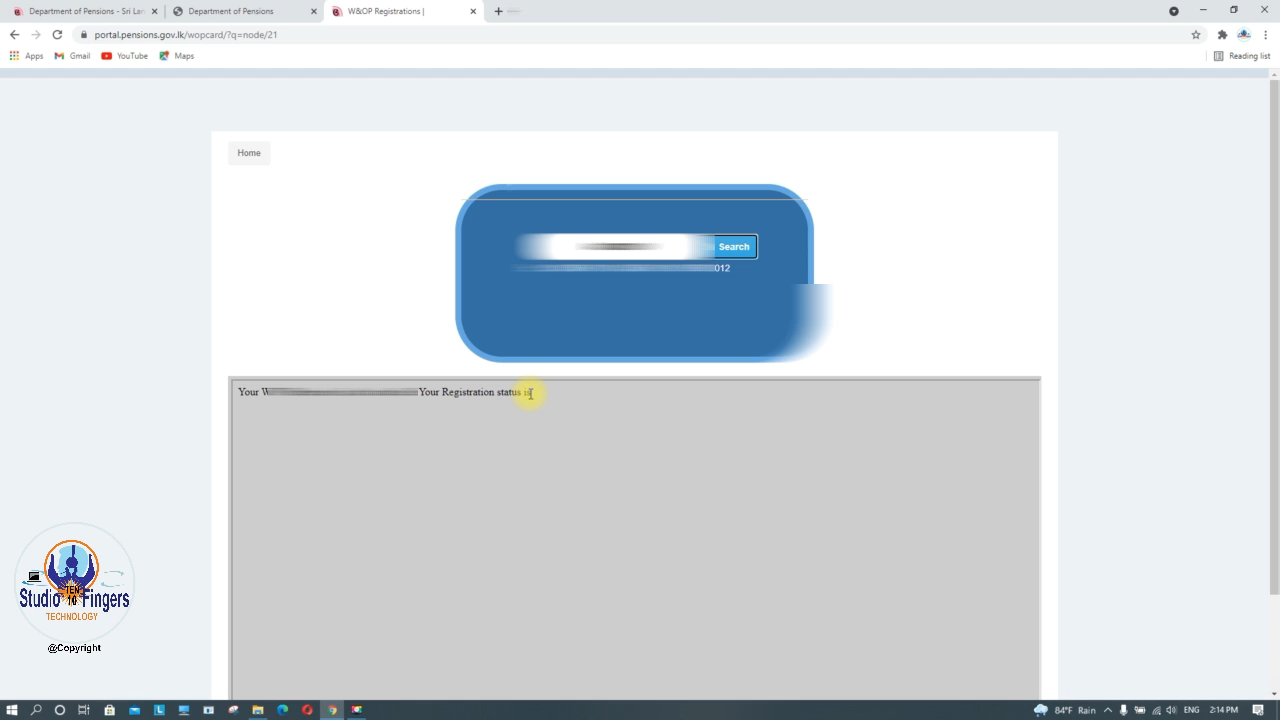 Department of Pensions - Sri Lan
Department of Pensions
W&OP Registrations |
portal.pensions.gov.lk/wopcard/?q=node/21
Apps
Gmail
YouTube
Maps
Reading list
Home
Search
012
Your Your Registration status is
TEN
Studio 10 Fingers
TECHNOLOGY
@Copyright
84°F Rain
ENG
2:14 PM